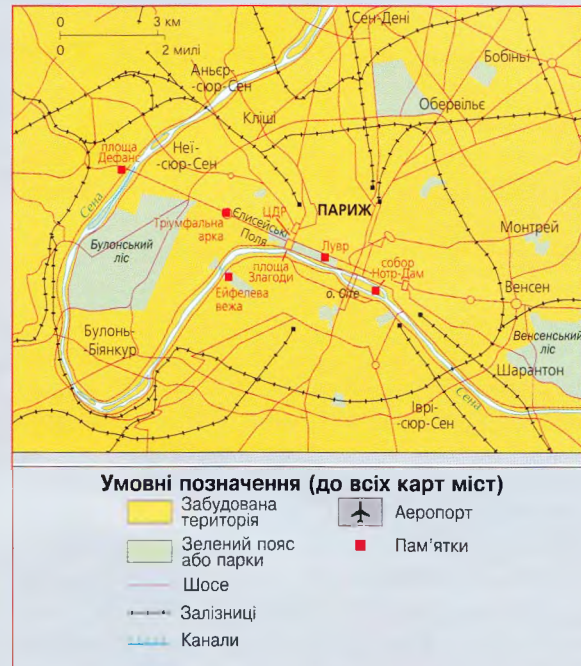 0 3 км
0 2 милі
Сен-Дені
Аньєр-
-сюр-Сен
Бобіньї
Обервільє
Кліші
площа
Дефанс
Неї-
-сюр-Сен
Сена
Тріумфальна
арка
Єлисейські
Поля
ЦДР
ПАРИЖ
Лувр
Монтрей
Булонський
ліс
площа
Злагоди
собор
Нотр-Дам
о. Сіте
Ейфелева
вежа
Венсен
Булонь-
-Біянкур
Венсенський
ліс
Шарантон
Сена
Іврі-
-сюр-Сен
Умовні позначення (до всіх карт міст)
Забудована
територія
Зелений пояс
або парки
Шосе
Залізниці
Канали
Аеропорт
Пам'ятки